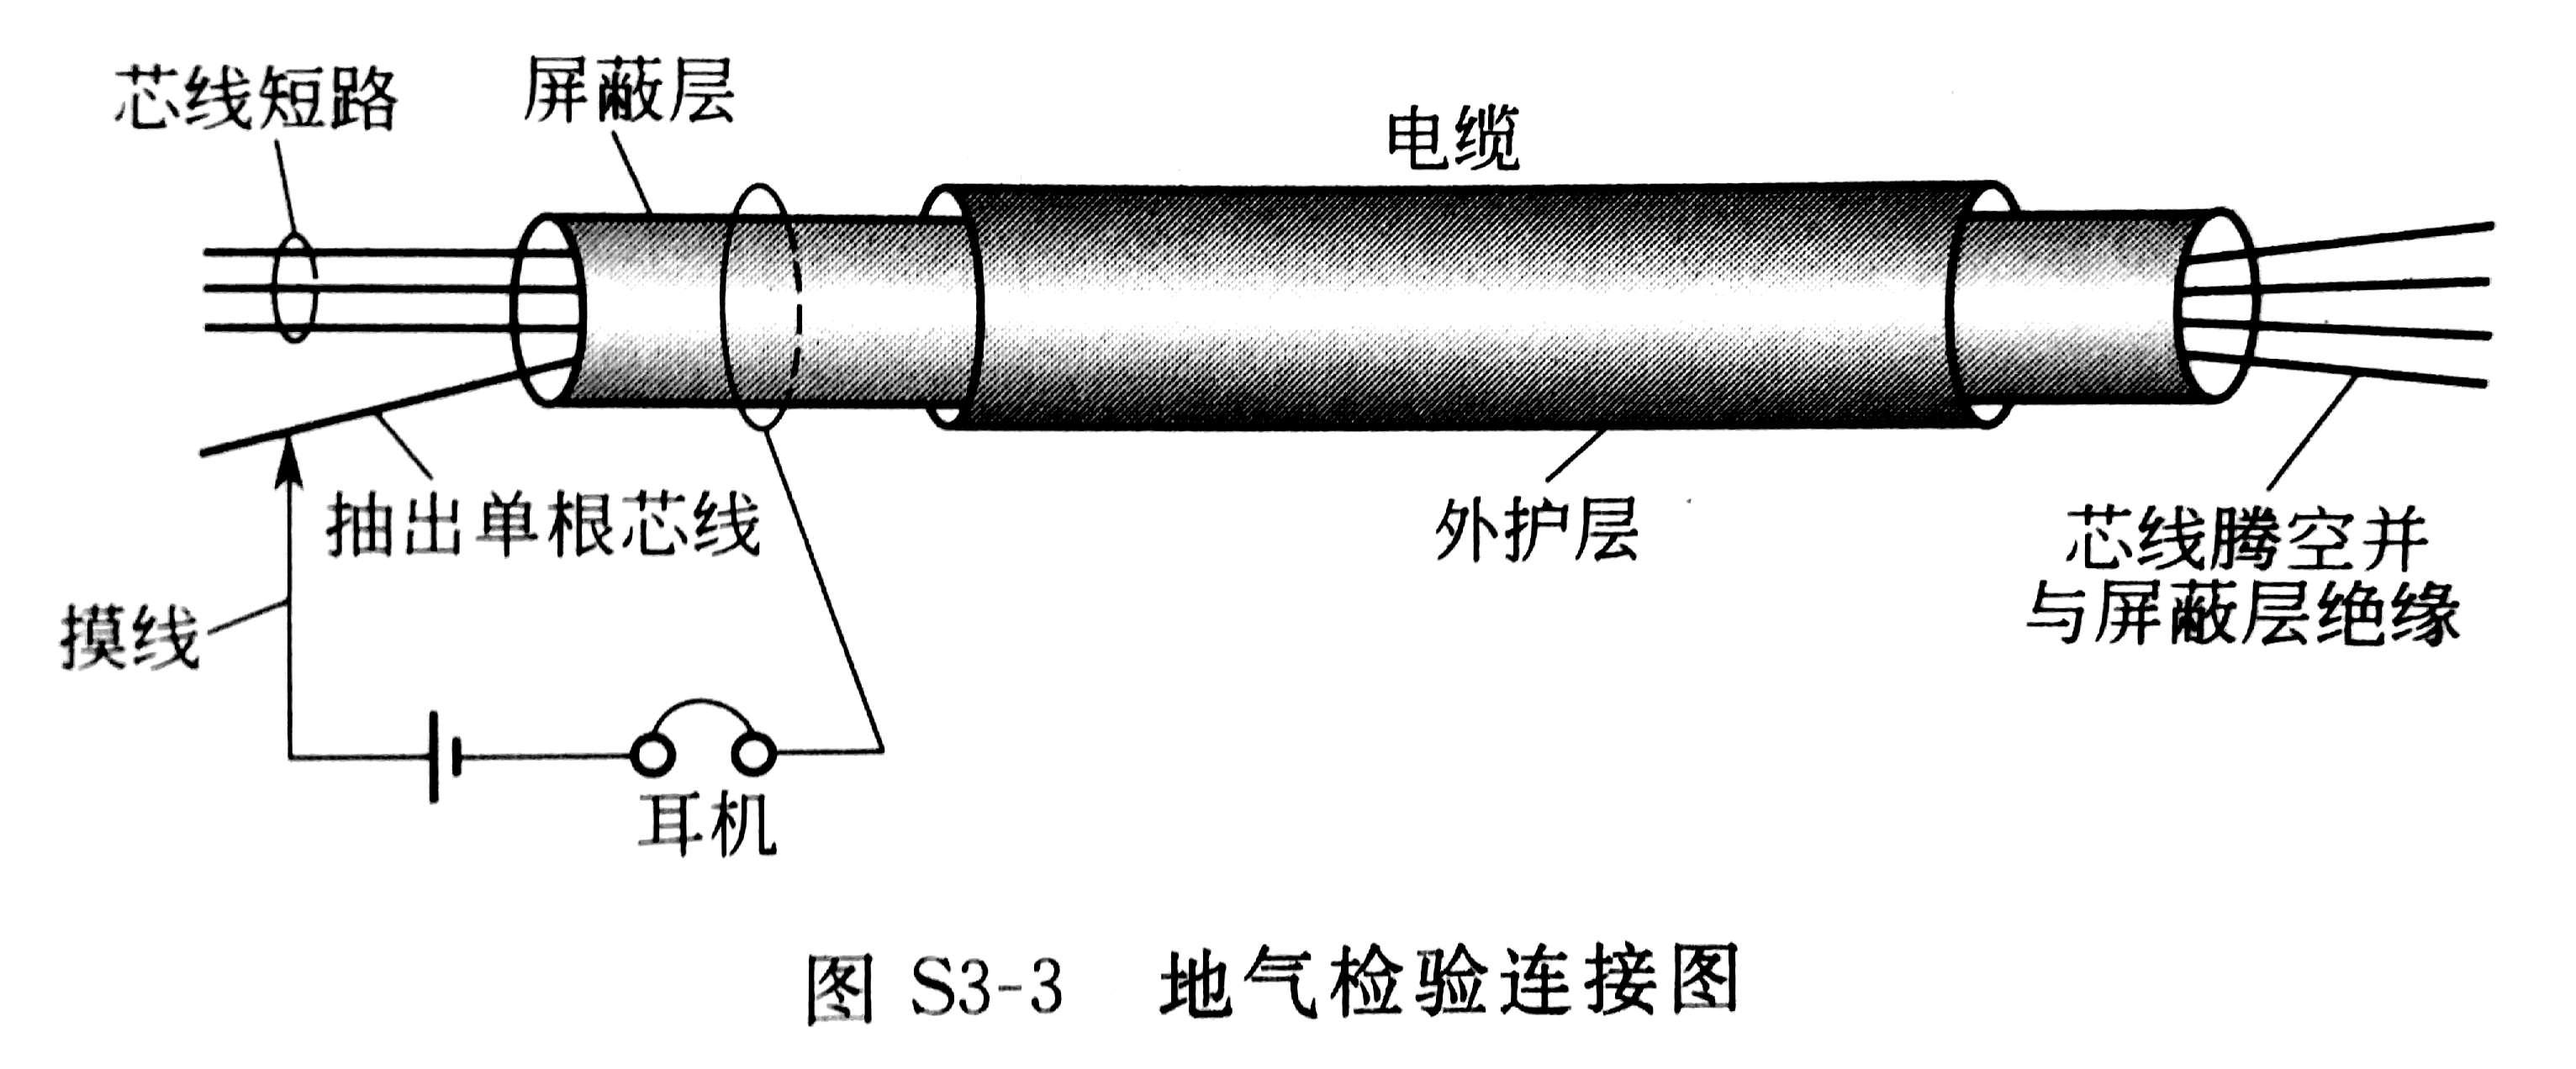 芯线短路
屏蔽层
电缆
抽出单根芯线
外护层
芯线腾空并
与屏蔽层绝缘
摸线
耳机
图 S3-3 地气检验连接图